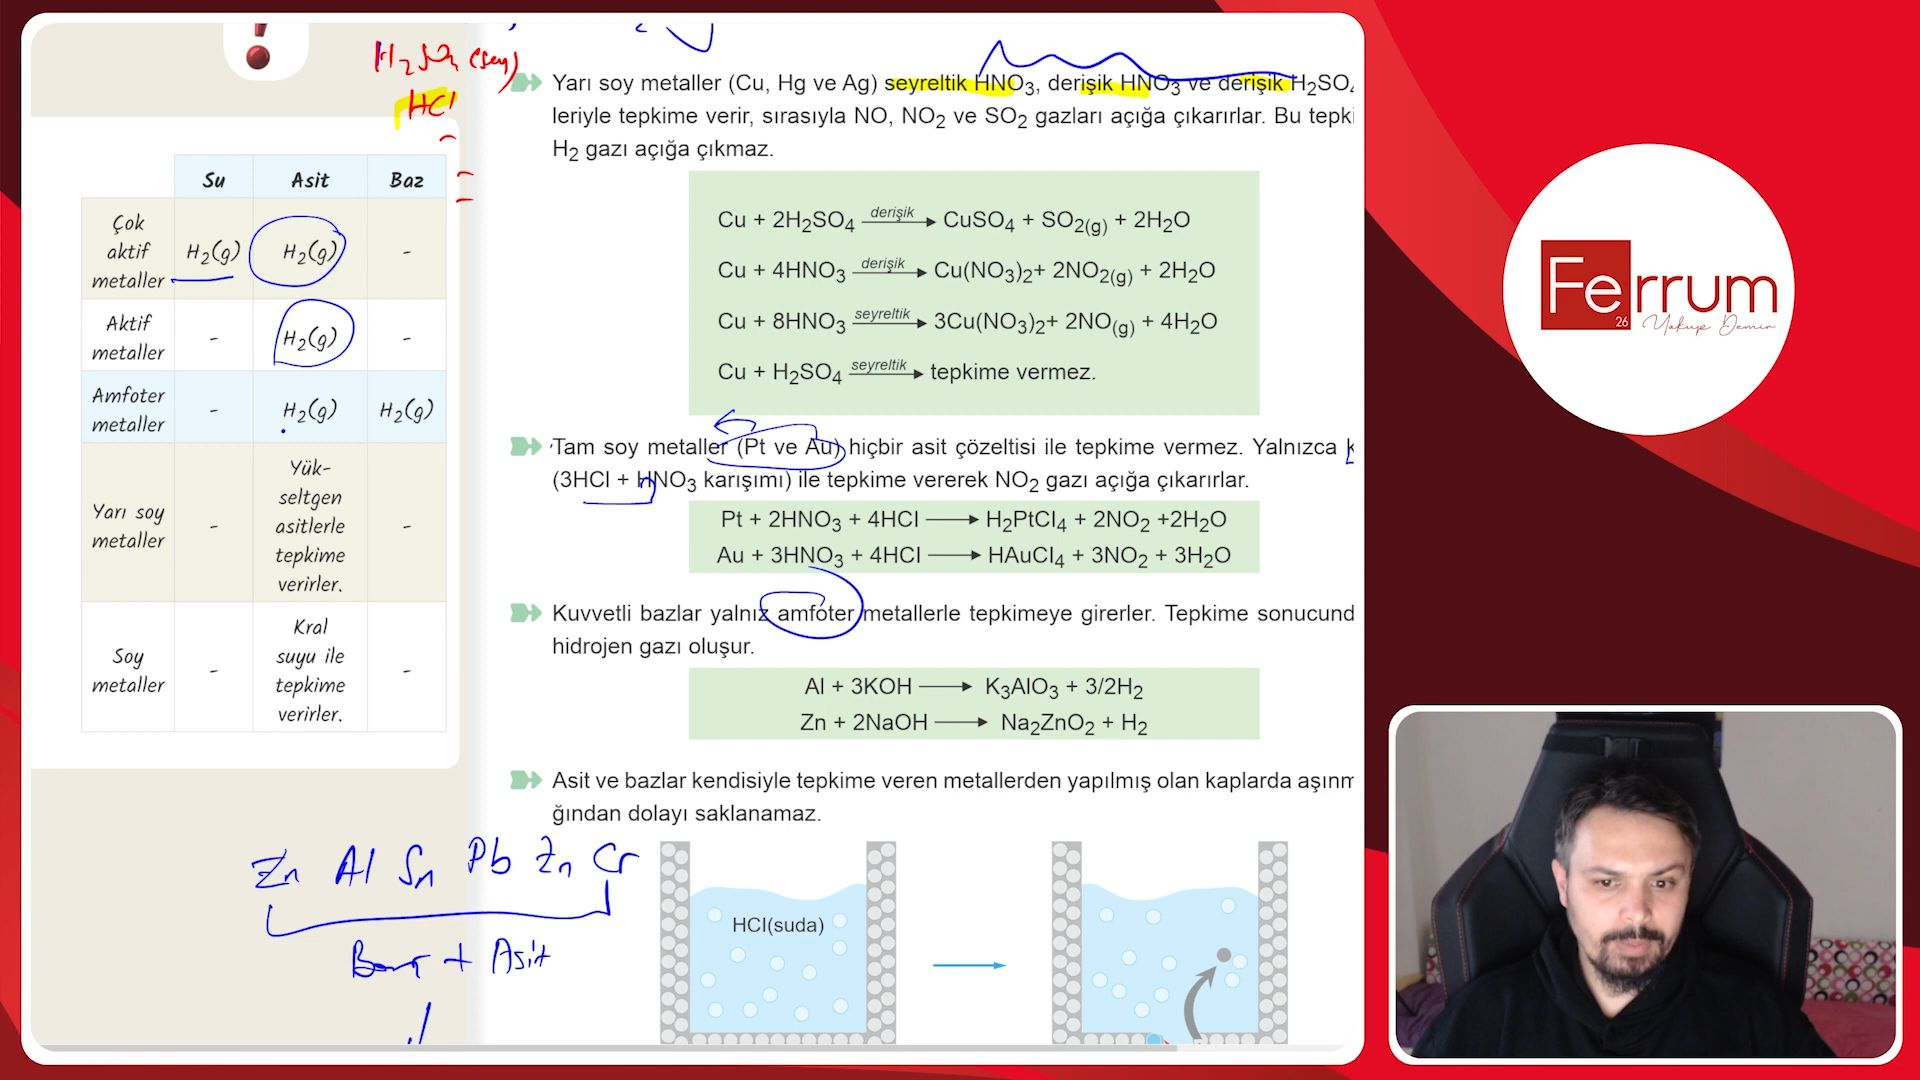 H₂SO₄ (sey)
HCl
Su Asit Baz
Çok aktif metaller H₂(g) H₂(g) -
Aktif metaller - H₂(g) -
Amfoter metaller - H₂(g) H₂(g)
Yarı soy metaller - Yük-seltgen asitlerle tepkime verirler. -
Soy metaller - Kral suyu ile tepkime verirler. -
Zn Al Sn Pb Zn Cr
Baz + Asit
Yarı soy metaller (Cu, Hg ve Ag) seyreltik HNO₃, derişik HNO₃ ve derişik H₂SO₄
leriyle tepkime verir, sırasıyla NO, NO₂ ve SO₂ gazları açığa çıkarırlar. Bu tepki
H₂ gazı açığa çıkmaz.
Cu + 2H₂SO₄ derişik → CuSO₄ + SO₂(g) + 2H₂O
Cu + 4HNO₃ derişik → Cu(NO₃)₂+ 2NO₂(g) + 2H₂O
Cu + 8HNO₃ seyreltik → 3Cu(NO₃)₂+ 2NO(g) + 4H₂O
Cu + H₂SO₄ seyreltik → tepkime vermez.
Tam soy metaller (Pt ve Au) hiçbir asit çözeltisi ile tepkime vermez. Yalnızca
(3HCl + HNO₃ karışımı) ile tepkime vererek NO₂ gazı açığa çıkarırlar.
Pt + 2HNO₃ + 4HCl → H₂PtCl₄ + 2NO₂ +2H₂O
Au + 3HNO₃ + 4HCl → HAuCl₄ + 3NO₂ + 3H₂O
Kuvvetli bazlar yalnız amfoter metallerle tepkimeye girerler. Tepkime sonucund
hidrojen gazı oluşur.
Al + 3KOH → K₃AlO₃ + 3/2H₂
Zn + 2NaOH → Na₂ZnO₂ + H₂
Asit ve bazlar kendisiyle tepkime veren metallerden yapılmış olan kaplarda aşınm
ğından dolayı saklanamaz.
HCl(suda)
Ferrum
26 Yakup Demir